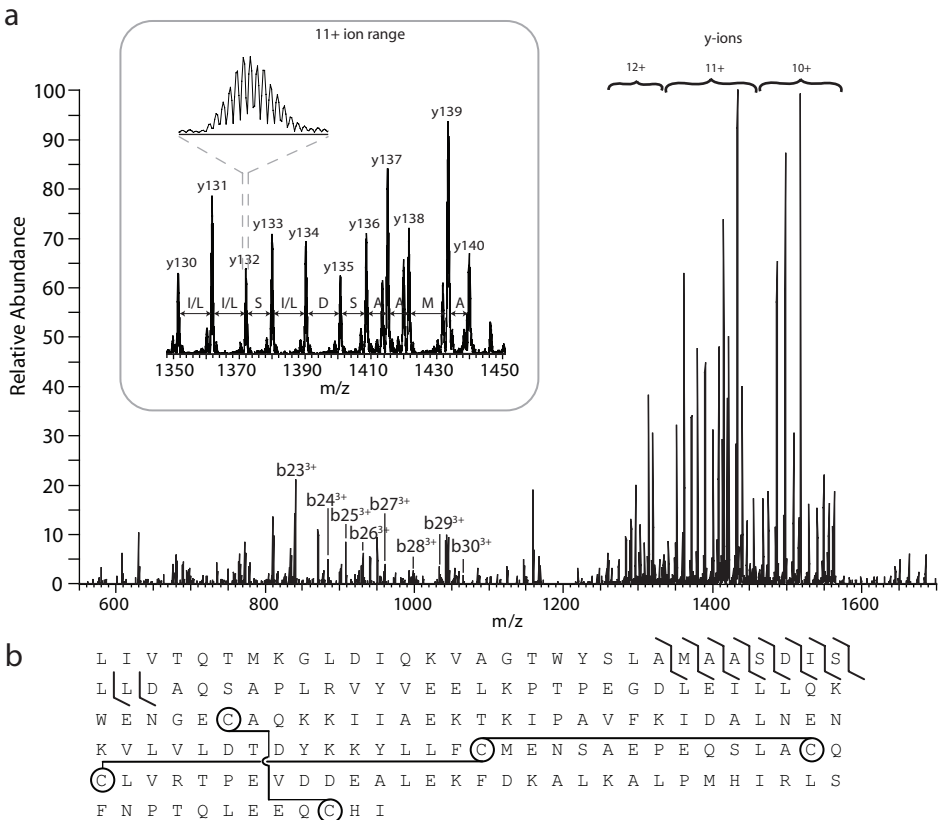 a
11+ ion range
y-ions
12+ 11+ 10+
100
90
80
70
60
50
40
30
20
10
0
Relative Abundance
y139
y137
y131
y138
y133 y136
y134
y140
y130 y132
y135
I/L I/L S I/L D S A A M A
1350 1370 1390 1410 1430 1450
m/z
b23³⁺
b24³⁺ b27³⁺
b25³⁺
b26³⁺ b29³⁺
b28³⁺ b30³⁺
600 800 1000 1200 1400 1600
m/z
b
L I V T Q T M K G L D I Q K V A G T W Y S L A M A A S D I S
L L D A Q S A P L R V Y V E E L K P T P E G D L E I L L Q K
W E N G E C A Q K K I I A E K T K I P A V F K I D A L N E N
K V L V L D T D Y K K Y L L F C M E N S A E P E Q S L A C Q
C L V R T P E V D D E A L E K F D K A L K A L P M H I R L S
F N P T Q L E E Q C H I